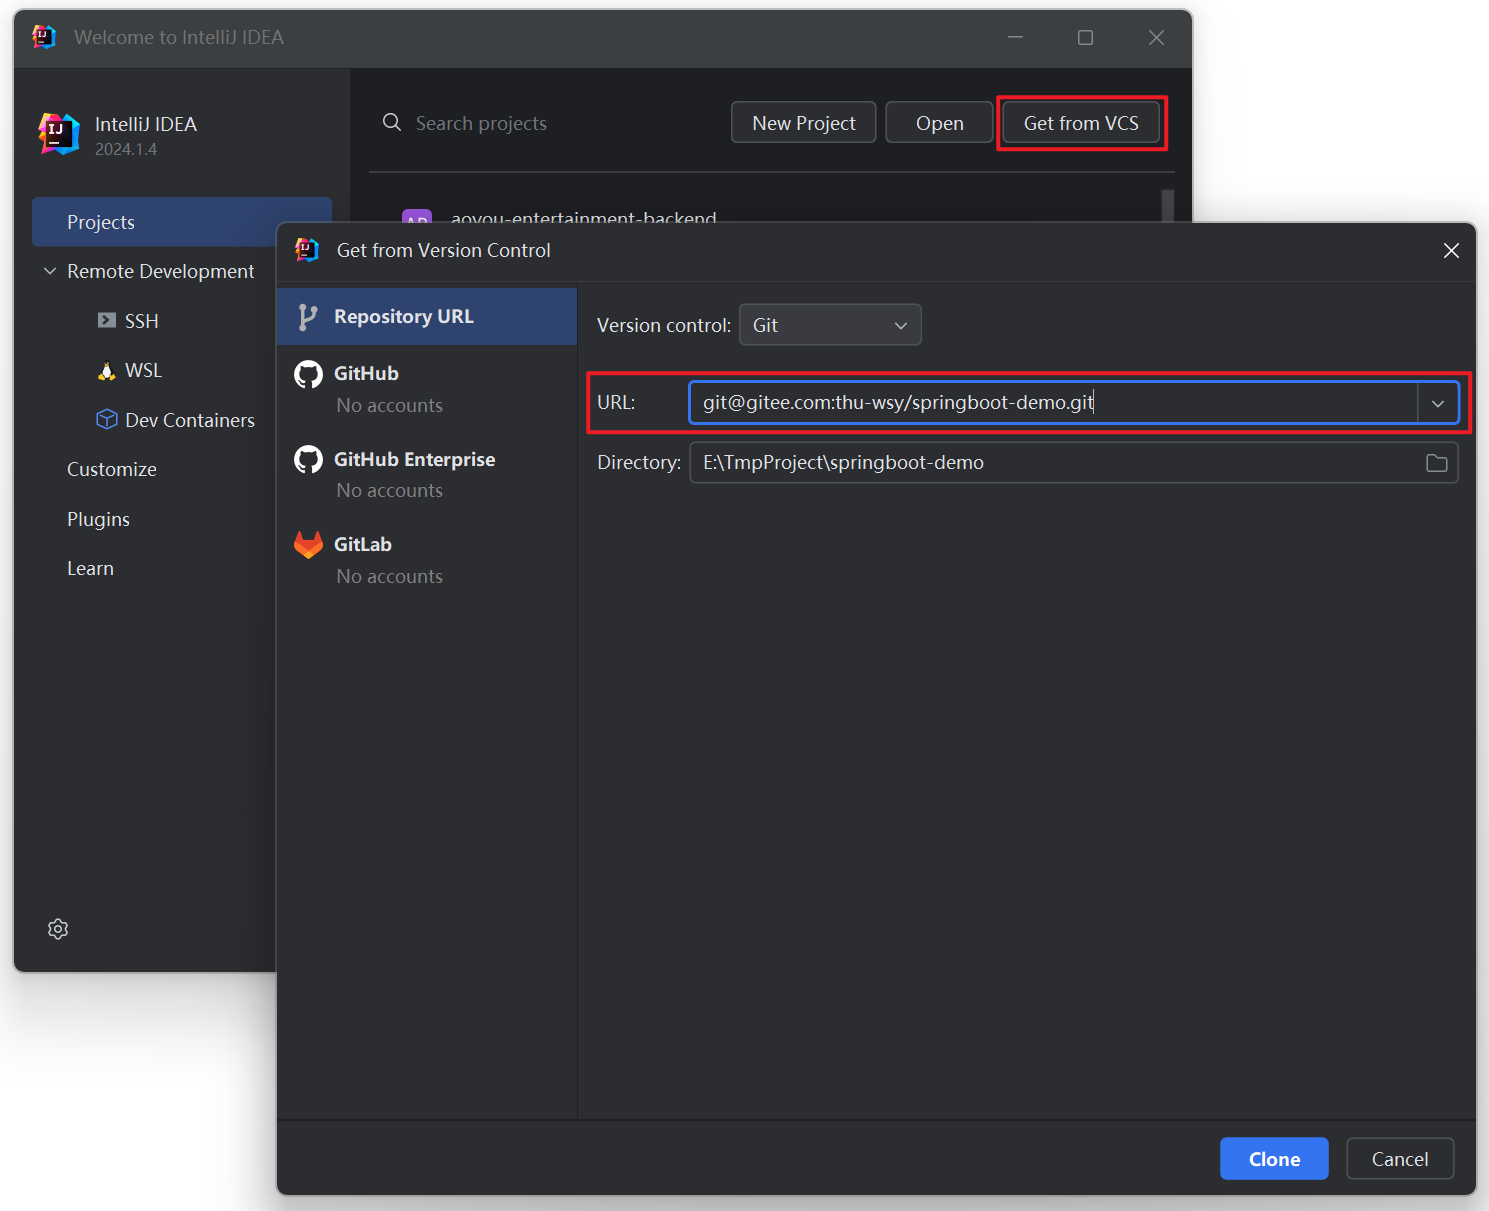 Welcome to IntelliJ IDEA
IntelliJ IDEA
2024.1.4
Search projects
New Project
Open
Get from VCS
Projects
Remote Development
SSH
WSL
Dev Containers
Customize
Plugins
Learn
aoyou-entertainment-backend
Get from Version Control
Repository URL
GitHub
No accounts
GitHub Enterprise
No accounts
GitLab
No accounts
Version control: Git
URL: git@gitee.com:thu-wsy/springboot-demo.git
Directory: E:\TmpProject\springboot-demo
Clone
Cancel